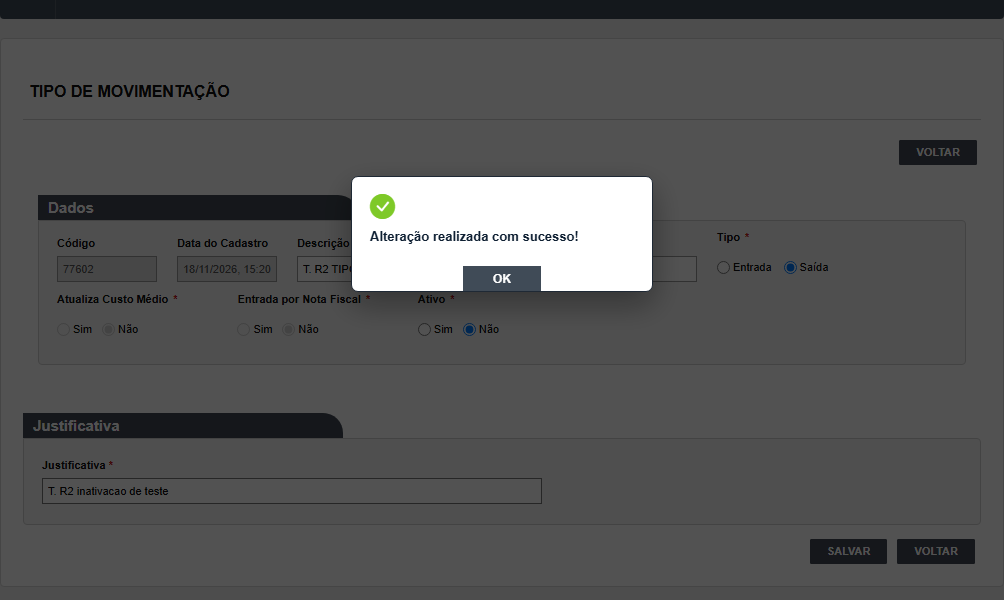 TIPO DE MOVIMENTAÇÃO
VOLTAR
Dados
Alteração realizada com sucesso!
OK
Código
Data do Cadastro
Descrição
Tipo *
77602
18/11/2026, 15:20
T. R2 TIPO
Entrada
Saída
Atualiza Custo Médio *
Entrada por Nota Fiscal *
Ativo *
Sim
Não
Sim
Não
Sim
Não
Justificativa
Justificativa *
T. R2 inativacao de teste
SALVAR
VOLTAR